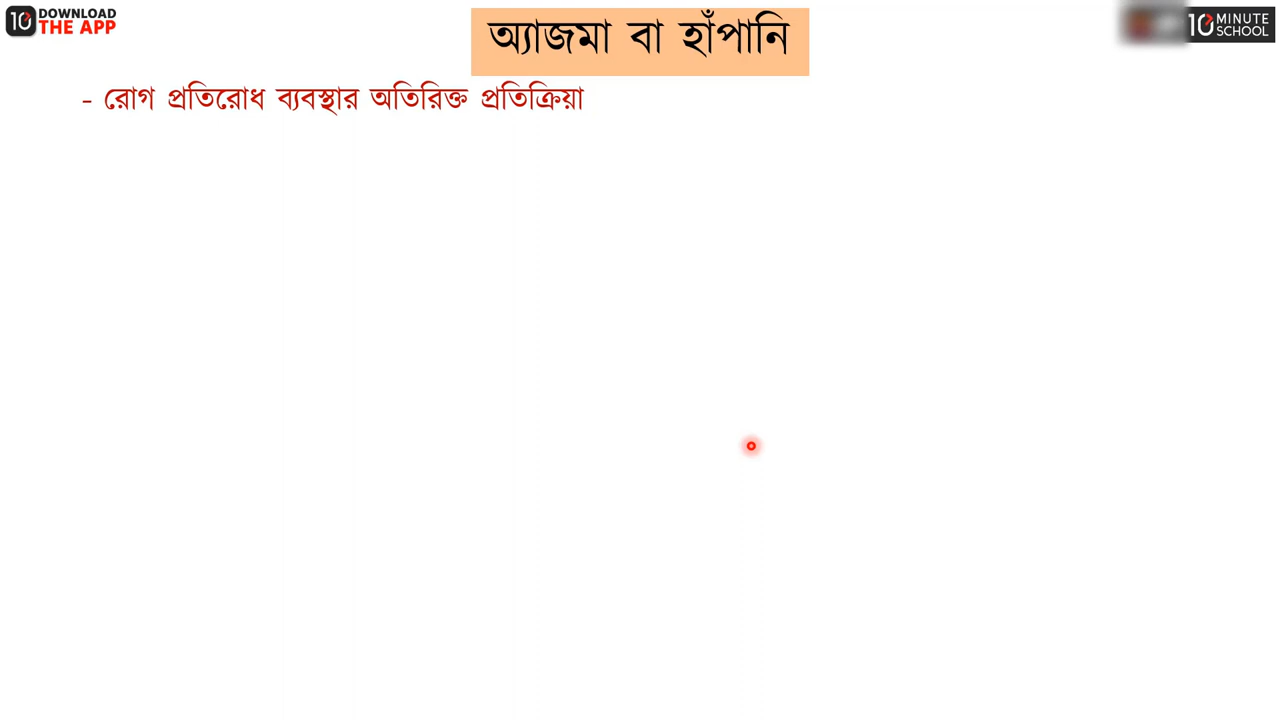 10 DOWNLOAD
THE APP
অ্যাজমা বা হাঁপানি
10 MINUTE
SCHOOL
- রোগ প্রতিরোধ ব্যবস্থার অতিরিক্ত প্রতিক্রিয়া